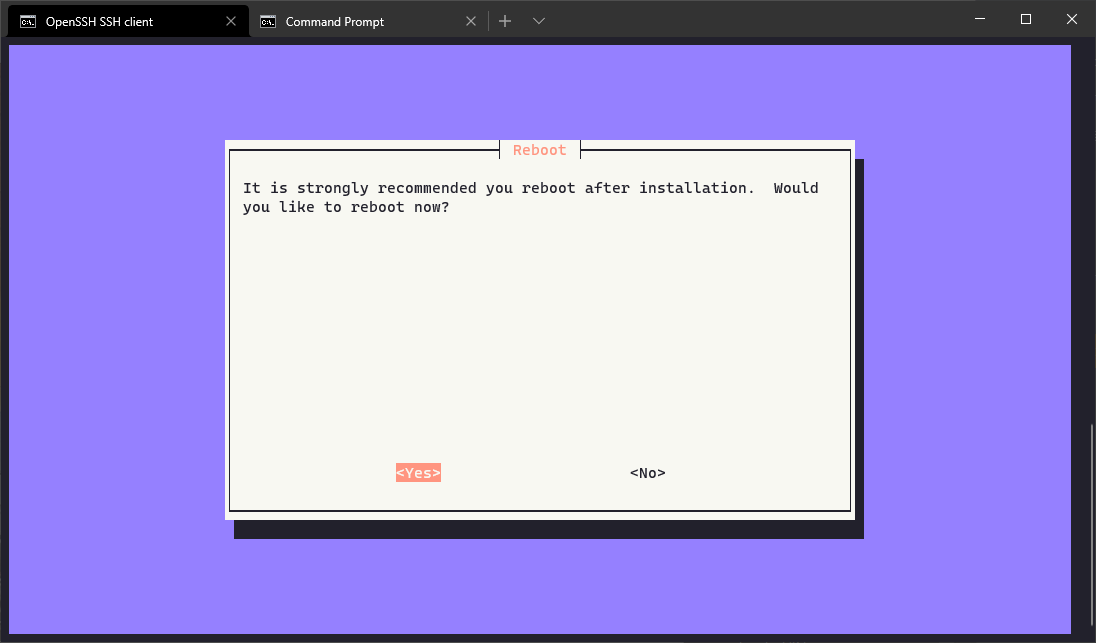 OpenSSH SSH client
Command Prompt
Reboot
It is strongly recommended you reboot after installation.  Would
you like to reboot now?
<Yes>
<No>